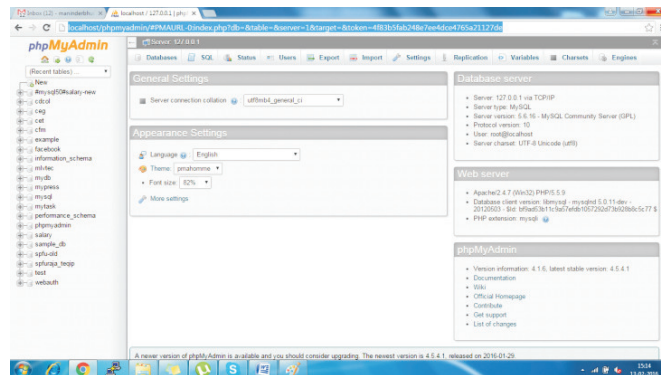 localhost / 127.0.0.1 | php
localhost/phpmyadmin/#PMAURL-0:index.php?db=&table=&server=1&target=&token=4f83b5fab248e7ee4dce4765a21127de
phpMyAdmin
(Recent tables) ...
New
#mysql50#salary-new
cdcol
ceg
cet
cfm
example
facebook
information_schema
mydb
mypress
mysql
mytask
performance_schema
phpmyadmin
salary
sample_db
spfu-old
spfuraja_teqip
test
webauth
Server: 127.0.0.1
Databases
SQL
Status
Users
Export
Import
Settings
Replication
Variables
Charsets
Engines
General Settings
Server connection collation
utf8mb4_general_ci
Appearance Settings
Language
English
Theme:
pmahomme
Font size:
82%
More settings
Database server
Server: 127.0.0.1 via TCP/IP
Server type: MySQL
Server version: 5.6.16 - MySQL Community Server (GPL)
Protocol version: 10
User: root@localhost
Server charset: UTF-8 Unicode (utf8)
Web server
Apache/2.4.7 (Win32) PHP/5.5.9
Database client version: libmysql - mysqlnd 5.0.11-dev -
PHP extension: mysqli
phpMyAdmin
Version information: 4.1.6, latest stable version: 4.5.4.1
Documentation
Wiki
Official Homepage
Contribute
Get support
List of changes
A newer version of phpMyAdmin is available and you should consider upgrading. The newest version is 4.5.4.1, released on 2016-01-29.
15:14